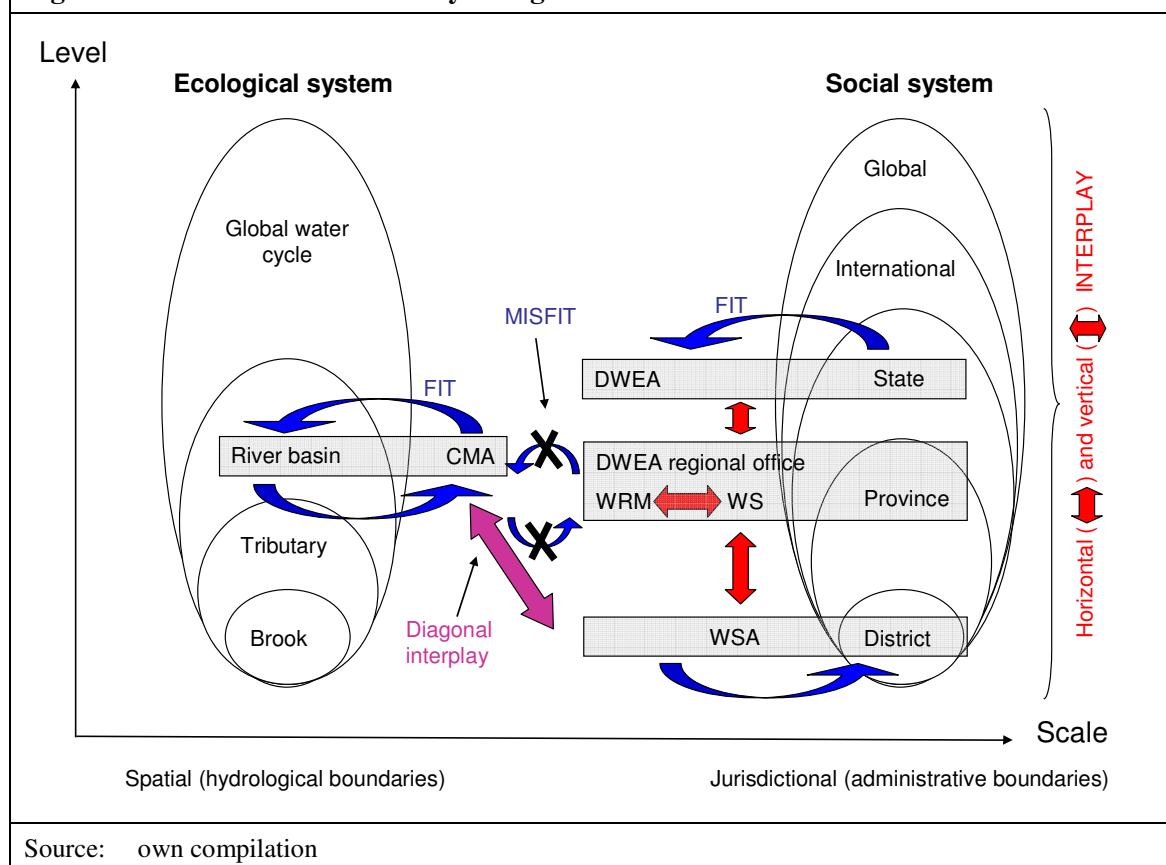 Level
Ecological system
Social system
Global
Global water
cycle
International
FIT
MISFIT
DWEA
State
FIT
River basin
CMA
DWEA regional office
WRM
WS
Province
Tributary
Brook
Diagonal
interplay
WSA
District
Horizontal ( ) and vertical ( ) INTERPLAY
Scale
Spatial (hydrological boundaries)
Jurisdictional (administrative boundaries)
Source: own compilation